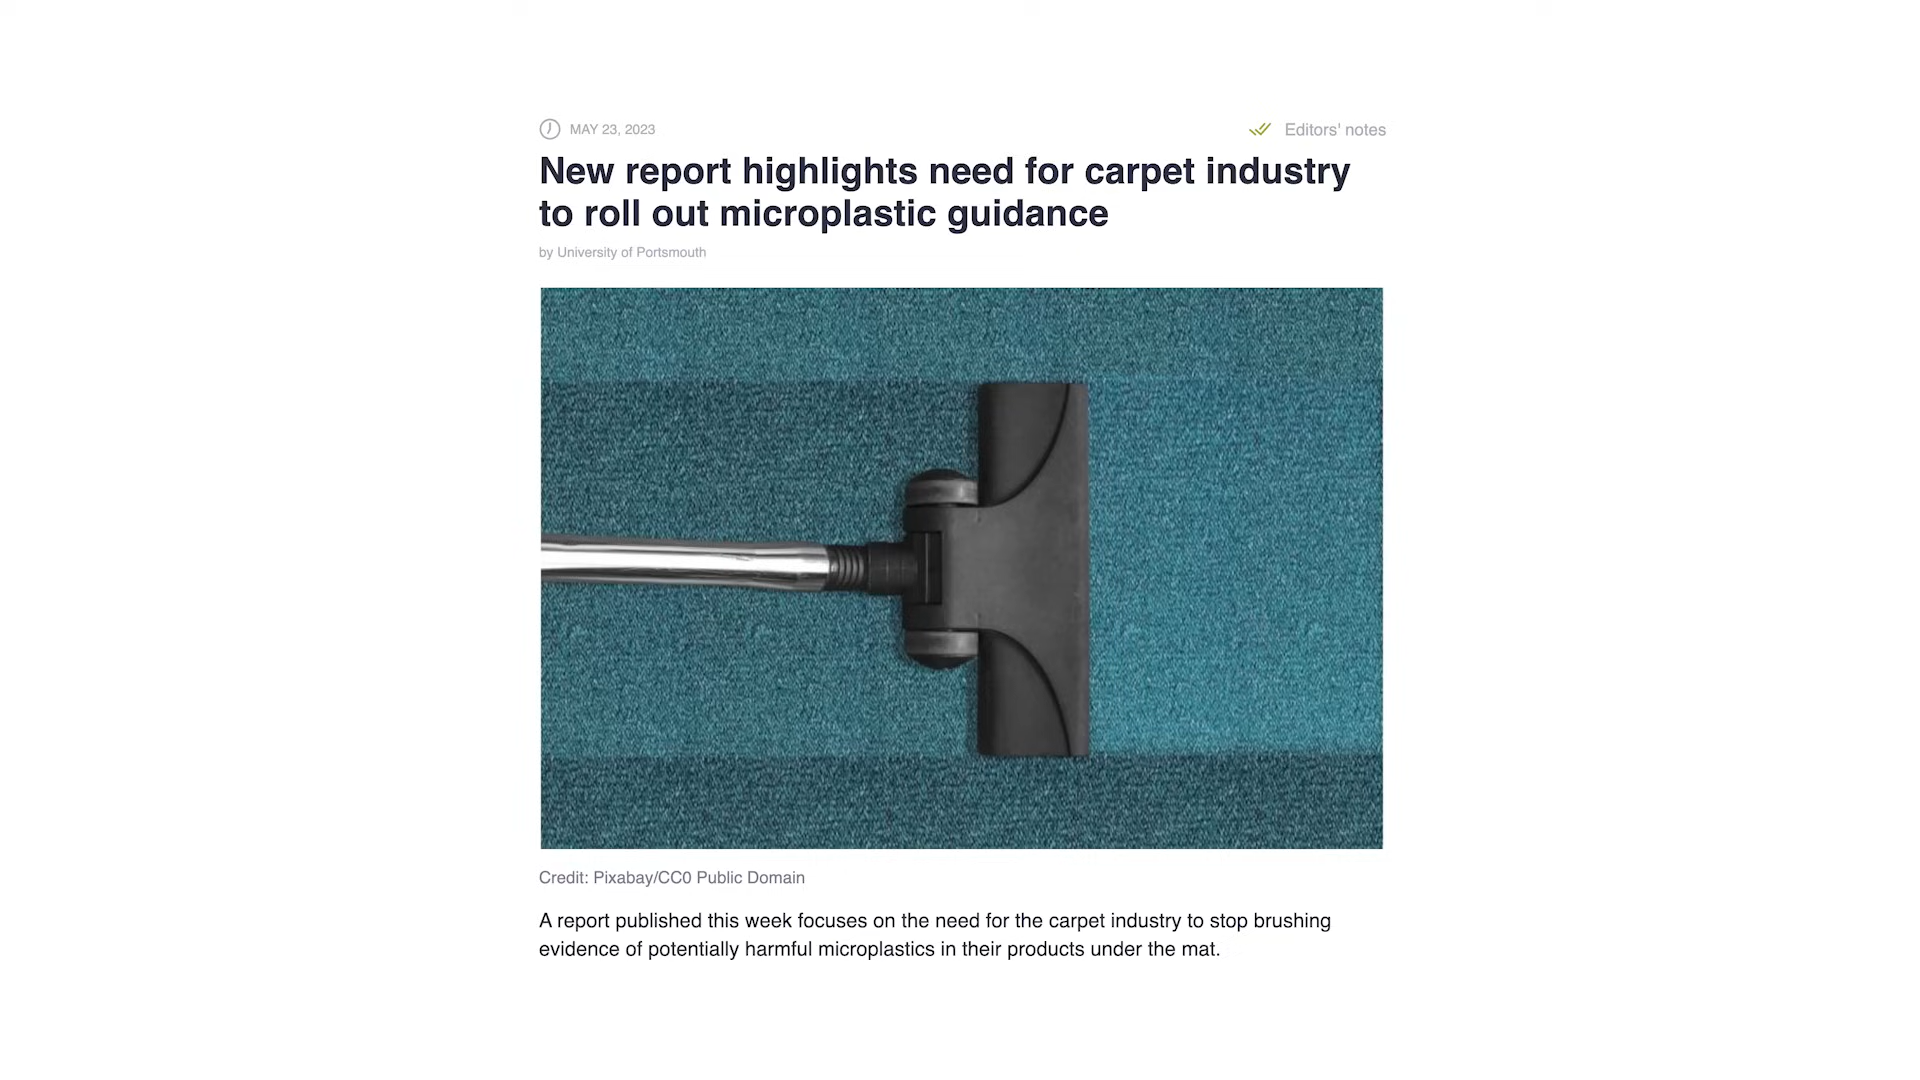 MAY 23, 2023
Editors' notes
New report highlights need for carpet industry
to roll out microplastic guidance
by University of Portsmouth
Credit: Pixabay/CC0 Public Domain
A report published this week focuses on the need for the carpet industry to stop brushing
evidence of potentially harmful microplastics in their products under the mat.